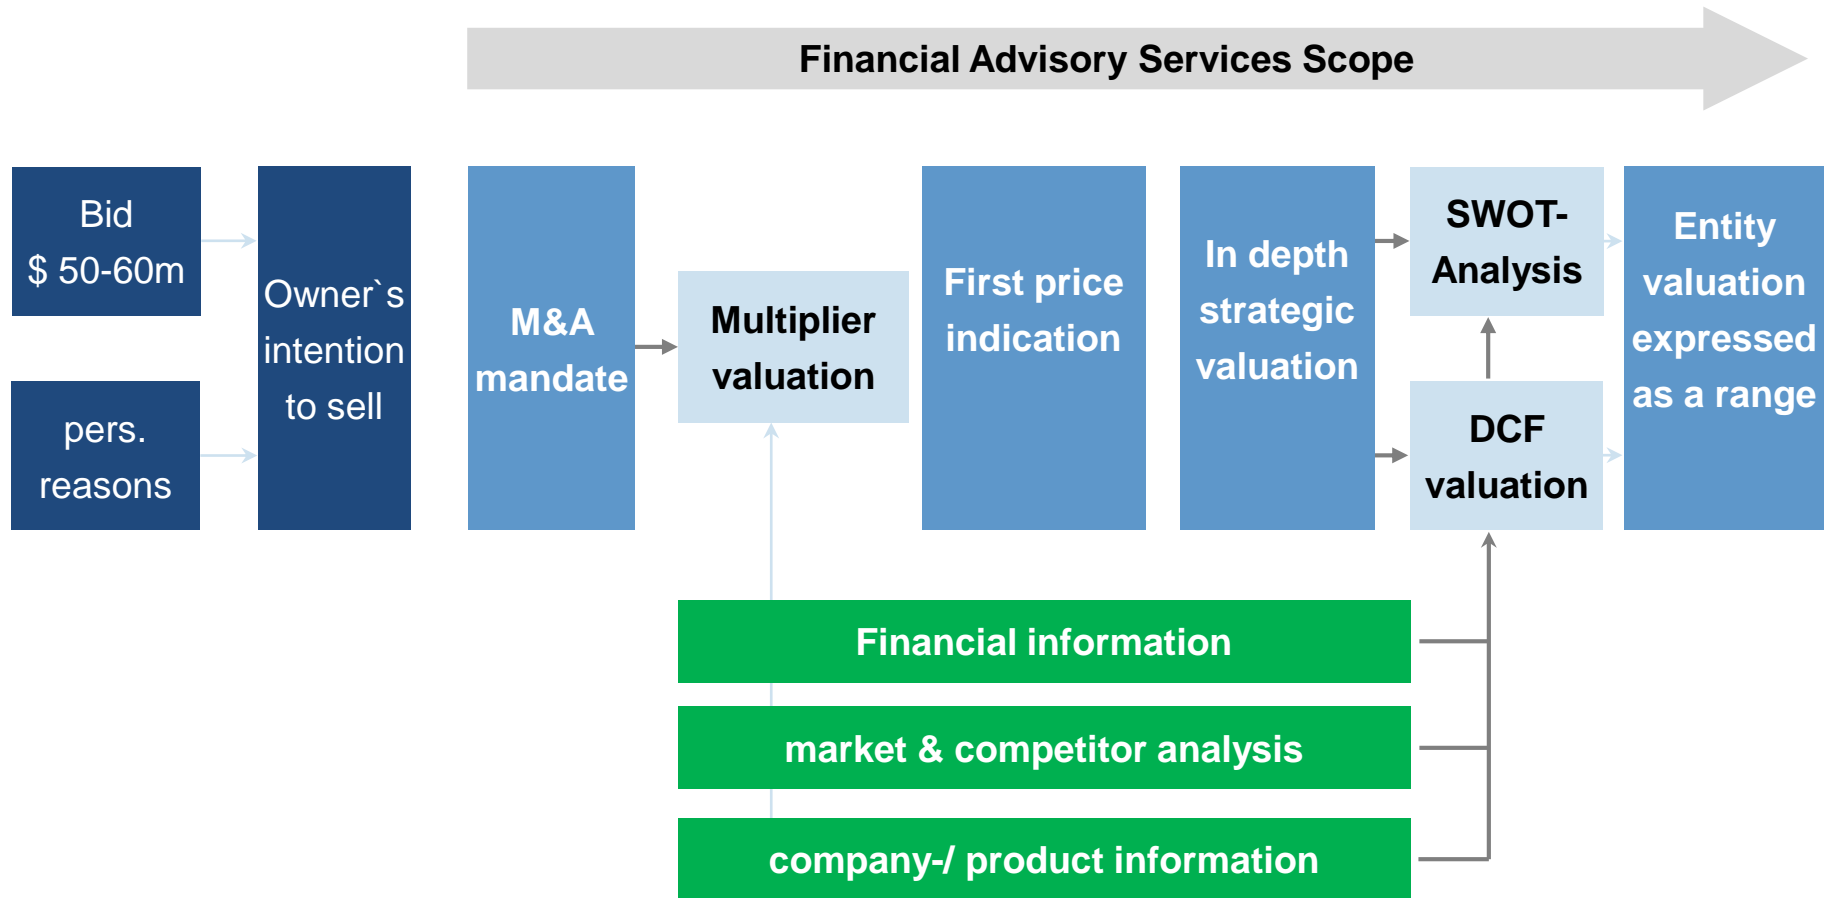 Financial Advisory Services Scope
Bid
$ 50-60m
pers.
reasons
Owner`s
intention
to sell
M&A
mandate
Multiplier
valuation
First price
indication
In depth
strategic
valuation
SWOT-
Analysis
DCF
valuation
Entity
valuation
expressed
as a range
Financial information
market & competitor analysis
company-/ product information